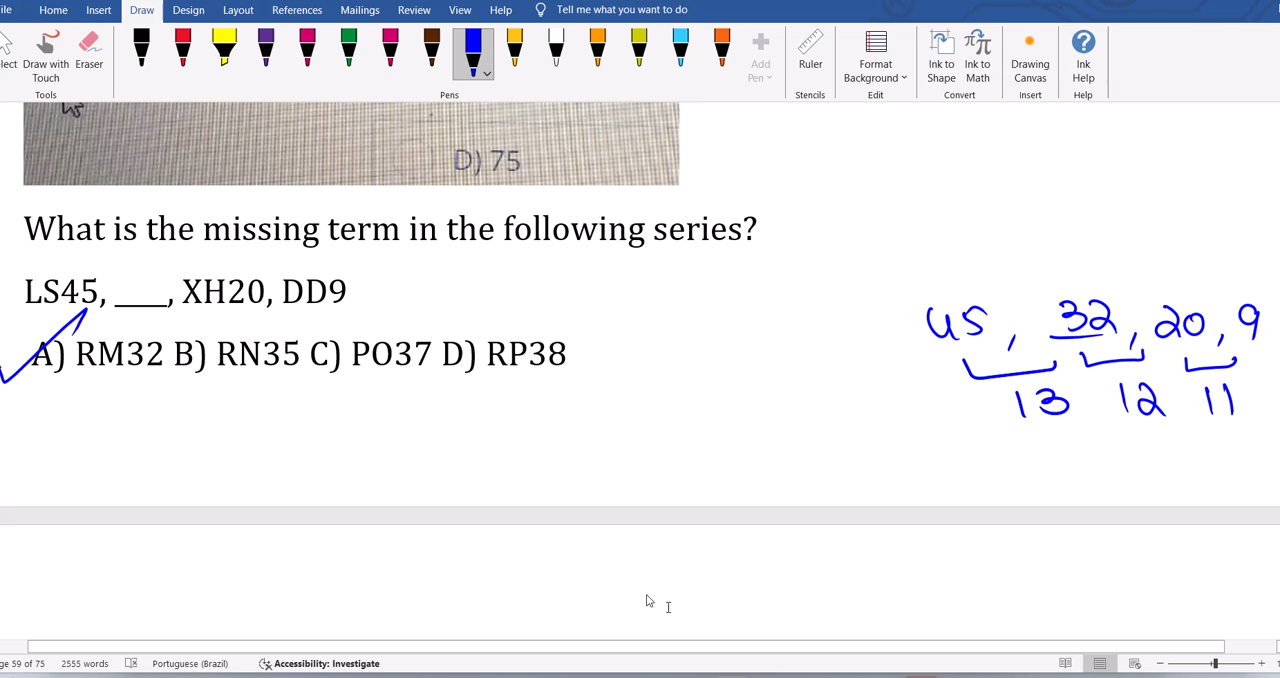 ile Home Insert Draw Design Layout References Mailings Review View Help Tell me what you want to do
lect Draw with Touch Eraser Add Pen Ruler Format Background Ink to Shape Ink to Math Drawing Canvas Ink Help
Tools Pens Stencils Edit Convert Insert Help
D) 75
What is the missing term in the following series?
LS45, ____, XH20, DD9
A) RM32 B) RN35 C) PO37 D) RP38
45, 32, 20, 9
13 12 11
ge 59 of 75 2555 words Portuguese (Brazil) Accessibility: Investigate